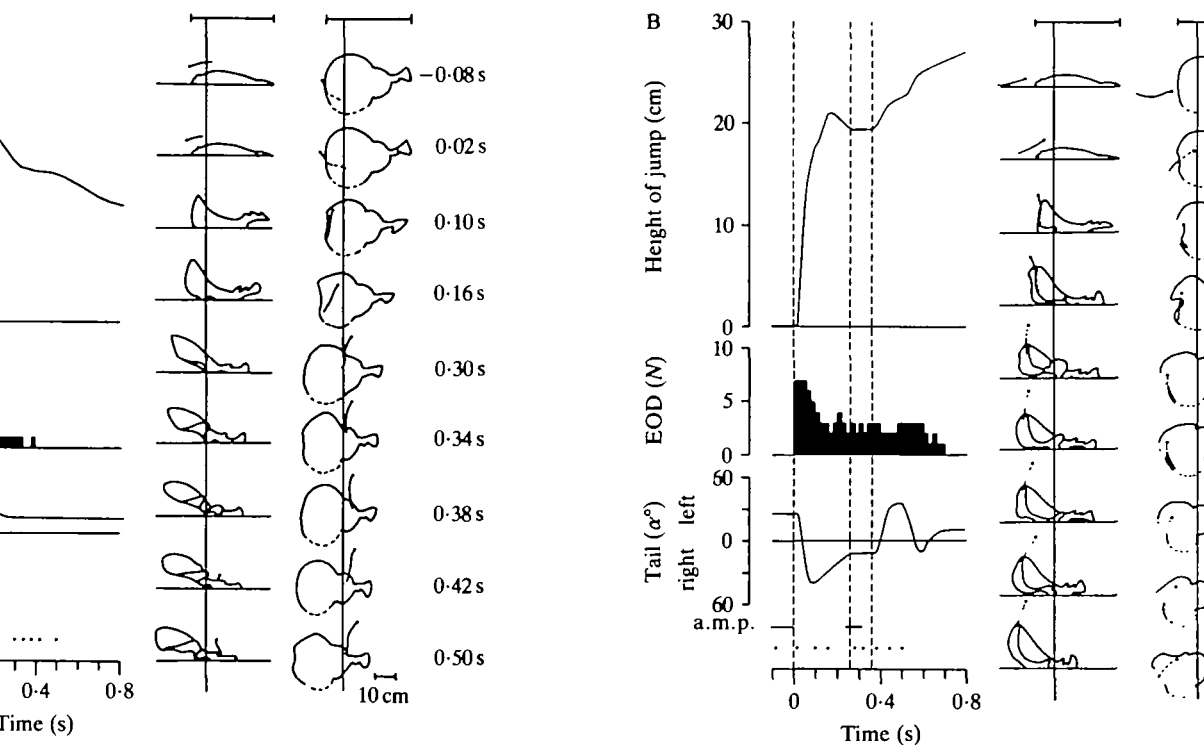 −0·08 s
0·02 s
0·10 s
0·16 s
0·30 s
0·34 s
0·38 s
0·42 s
0·50 s
10 cm
0·4
0·8
Time (s)
B
Height of jump (cm)
30
20
10
0
EOD (N)
10
5
0
Tail (α°)
right left
60
0
60
a.m.p.
0
0·4
0·8
Time (s)